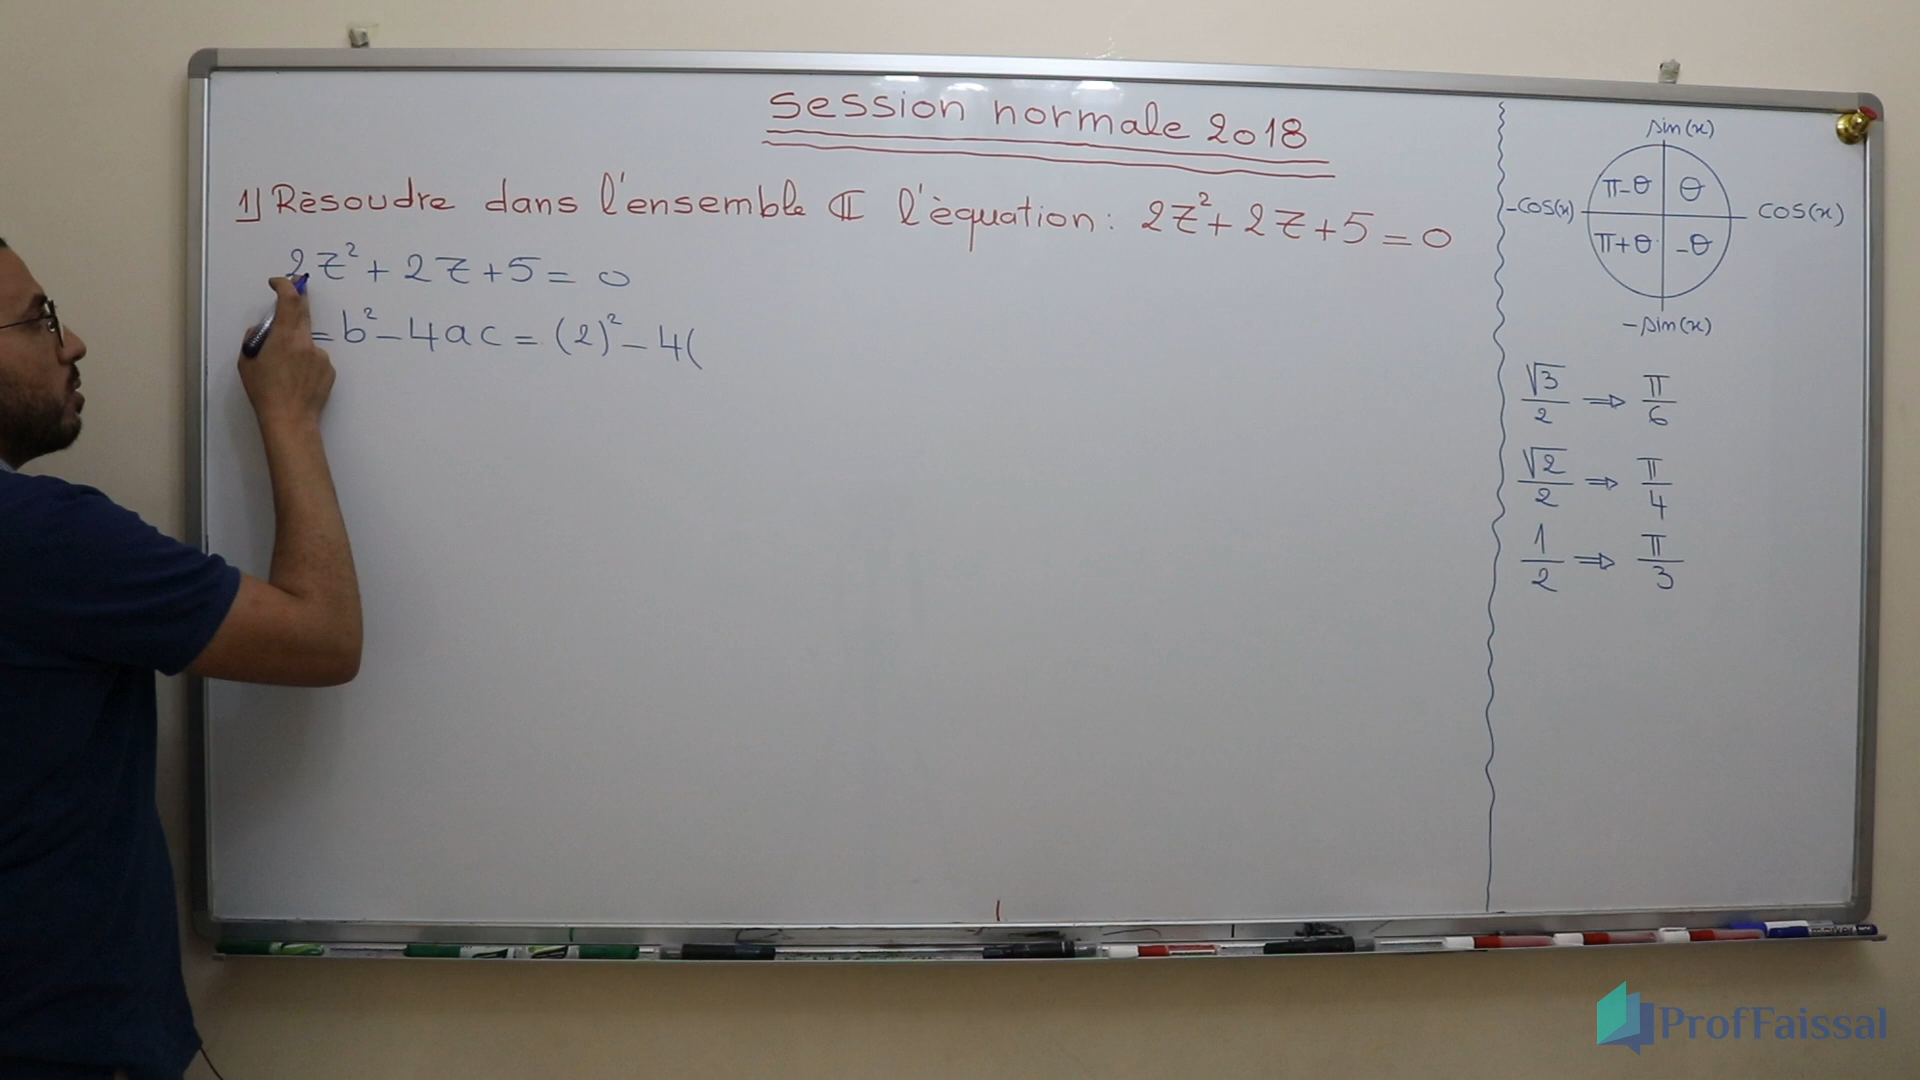 Session normale 2018
1) Résoudre dans l'ensemble ℂ l'équation: 2Z²+2Z+5=0
2Z²+2Z+5=0
=b²-4ac=(2)²-4(
sin(x)
π-θ θ
-cos(x) cos(x)
π+θ -θ
-sin(x)
√3/2 ⇒ π/6
√2/2 ⇒ π/4
1/2 ⇒ π/3
marker
ProfFaissal